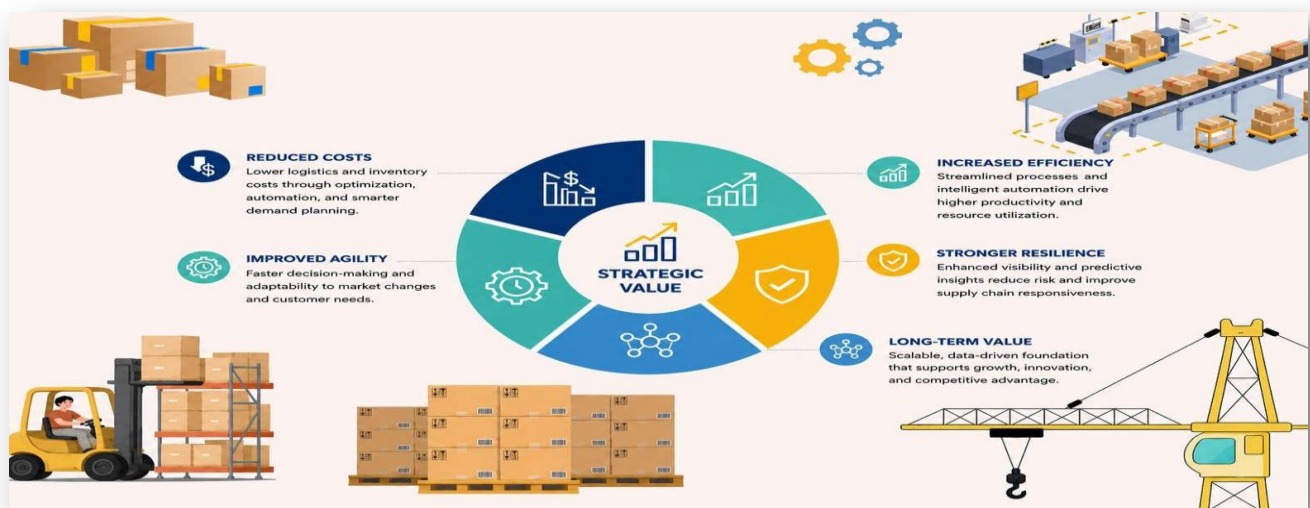 REDUCED COSTS
Lower logistics and inventory
costs through optimization,
automation, and smarter
demand planning.
IMPROVED AGILITY
Faster decision-making and
adaptability to market changes
and customer needs.
$
STRATEGIC
VALUE
INCREASED EFFICIENCY
Streamlined processes and
intelligent automation drive
higher productivity and
resource utilization.
STRONGER RESILIENCE
Enhanced visibility and predictive
insights reduce risk and improve
supply chain responsiveness.
LONG-TERM VALUE
Scalable, data-driven foundation
that supports growth, innovation,
and competitive advantage.